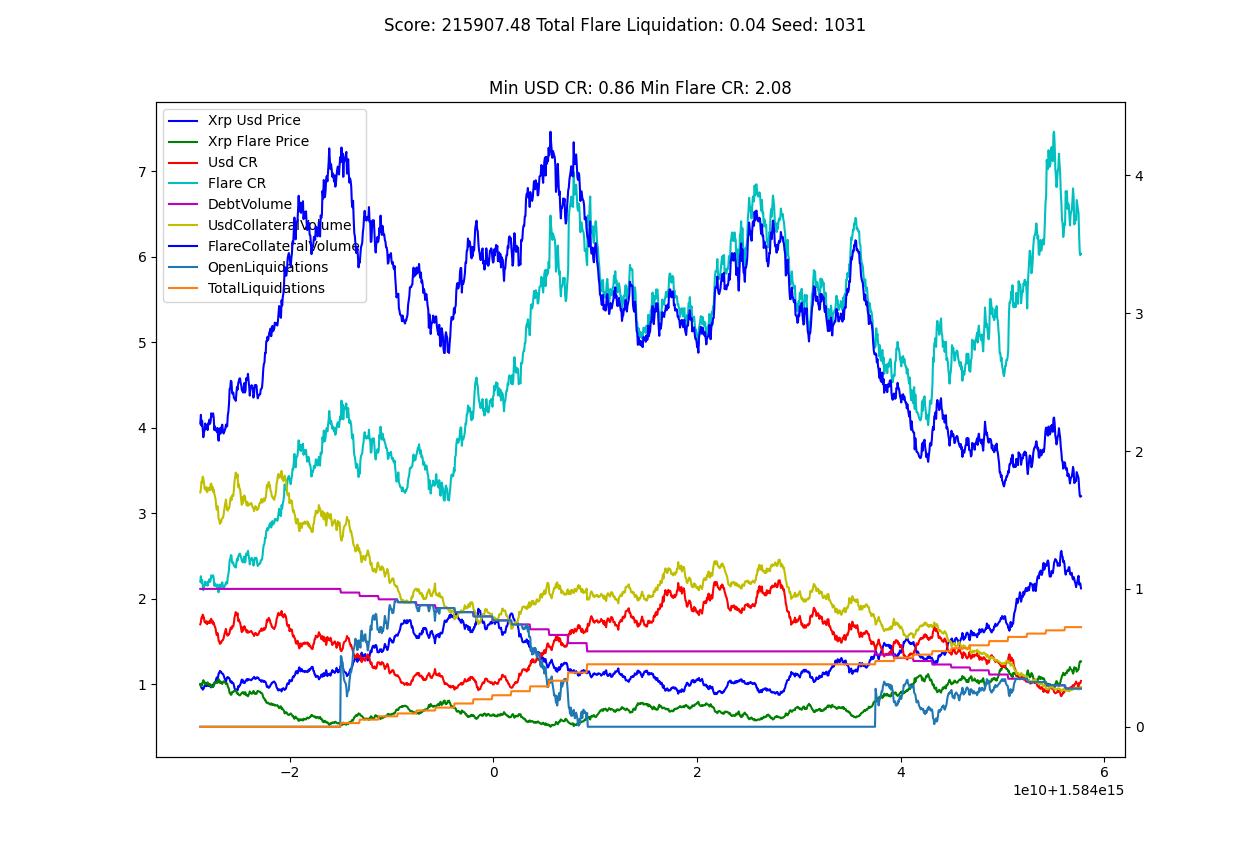 Score: 215907.48 Total Flare Liquidation: 0.04 Seed: 1031
Min USD CR: 0.86 Min Flare CR: 2.08
Xrp Usd Price
Xrp Flare Price
Usd CR
Flare CR
DebtVolume
UsdCollateralVolume
FlareCollateralVolume
OpenLiquidations
TotalLiquidations
7
6
5
4
3
2
1
4
3
2
1
0
−2
0
2
4
6
1e10+1.584e15